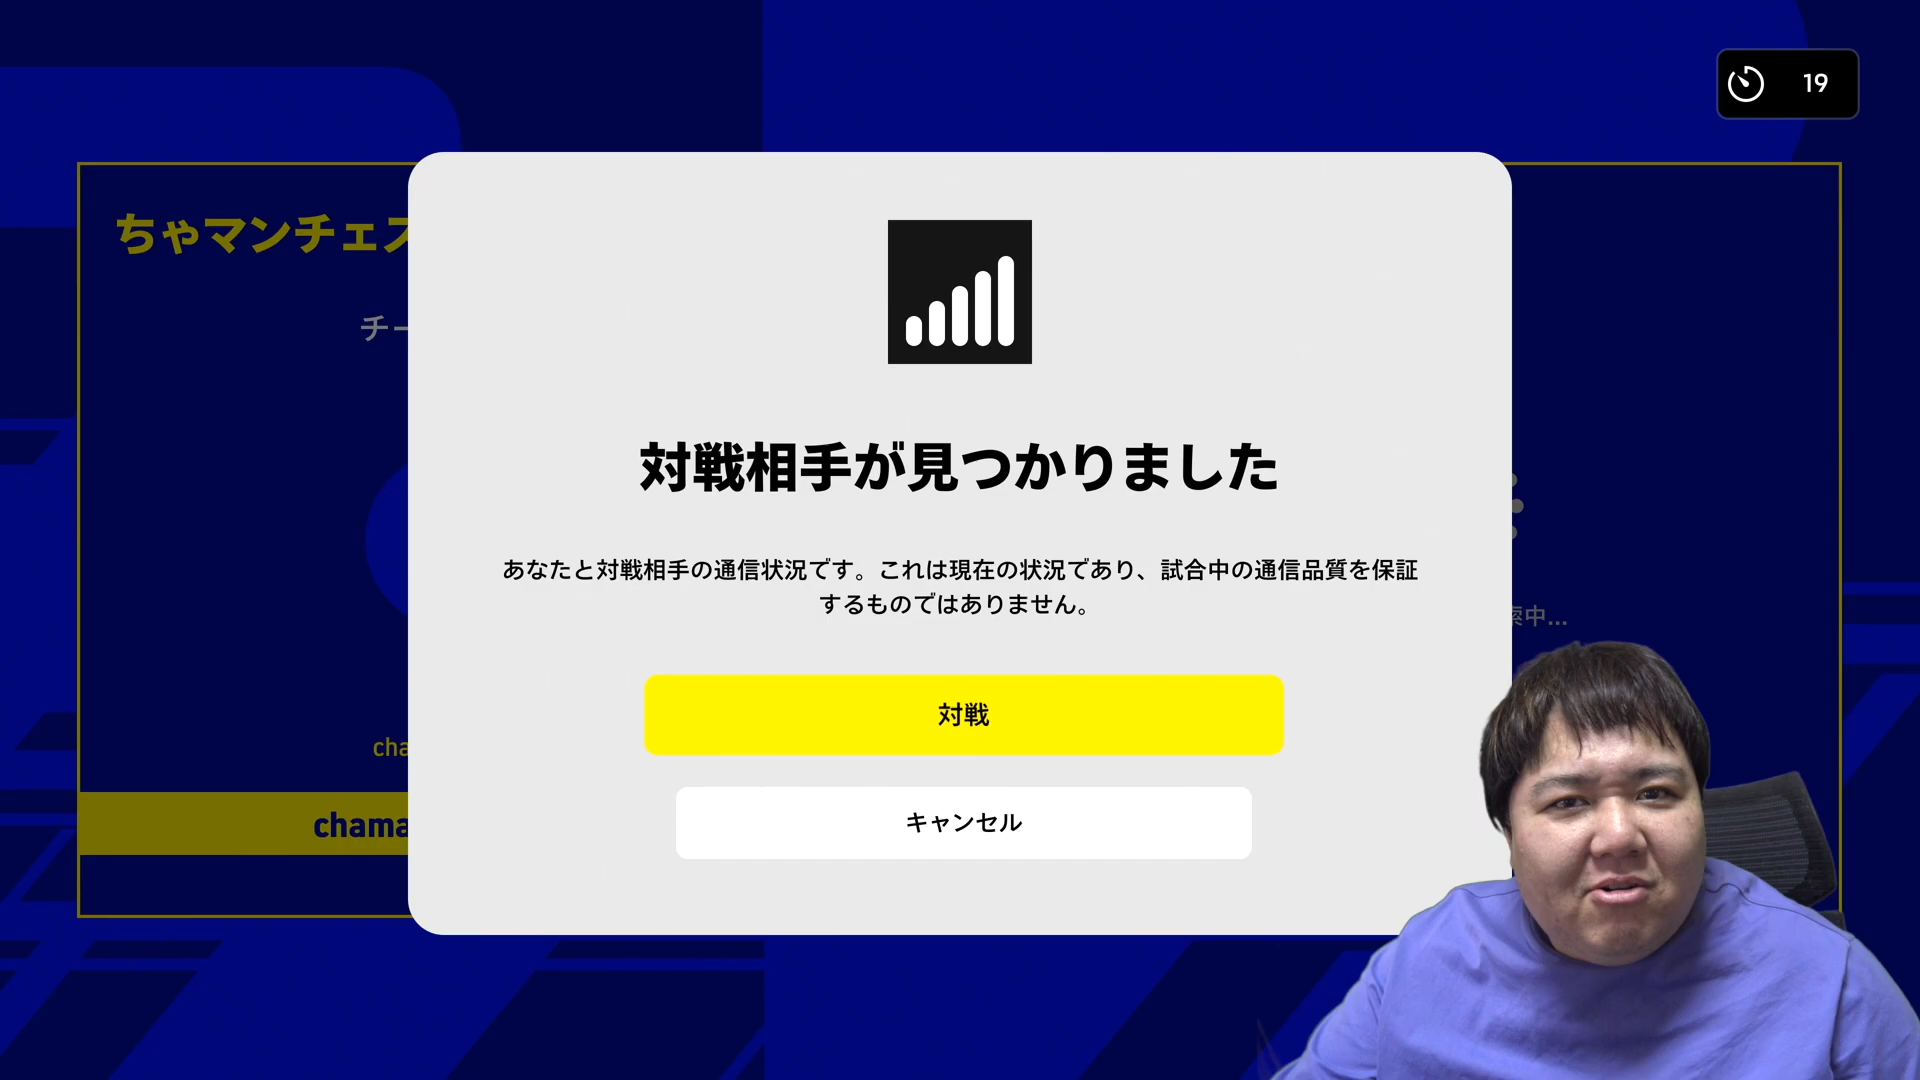 19
ちゃマンチェス
チー
対戦相手が見つかりました
あなたと対戦相手の通信状況です。これは現在の状況であり、試合中の通信品質を保証
するものではありません。
索中...
対戦
cha
キャンセル
chama